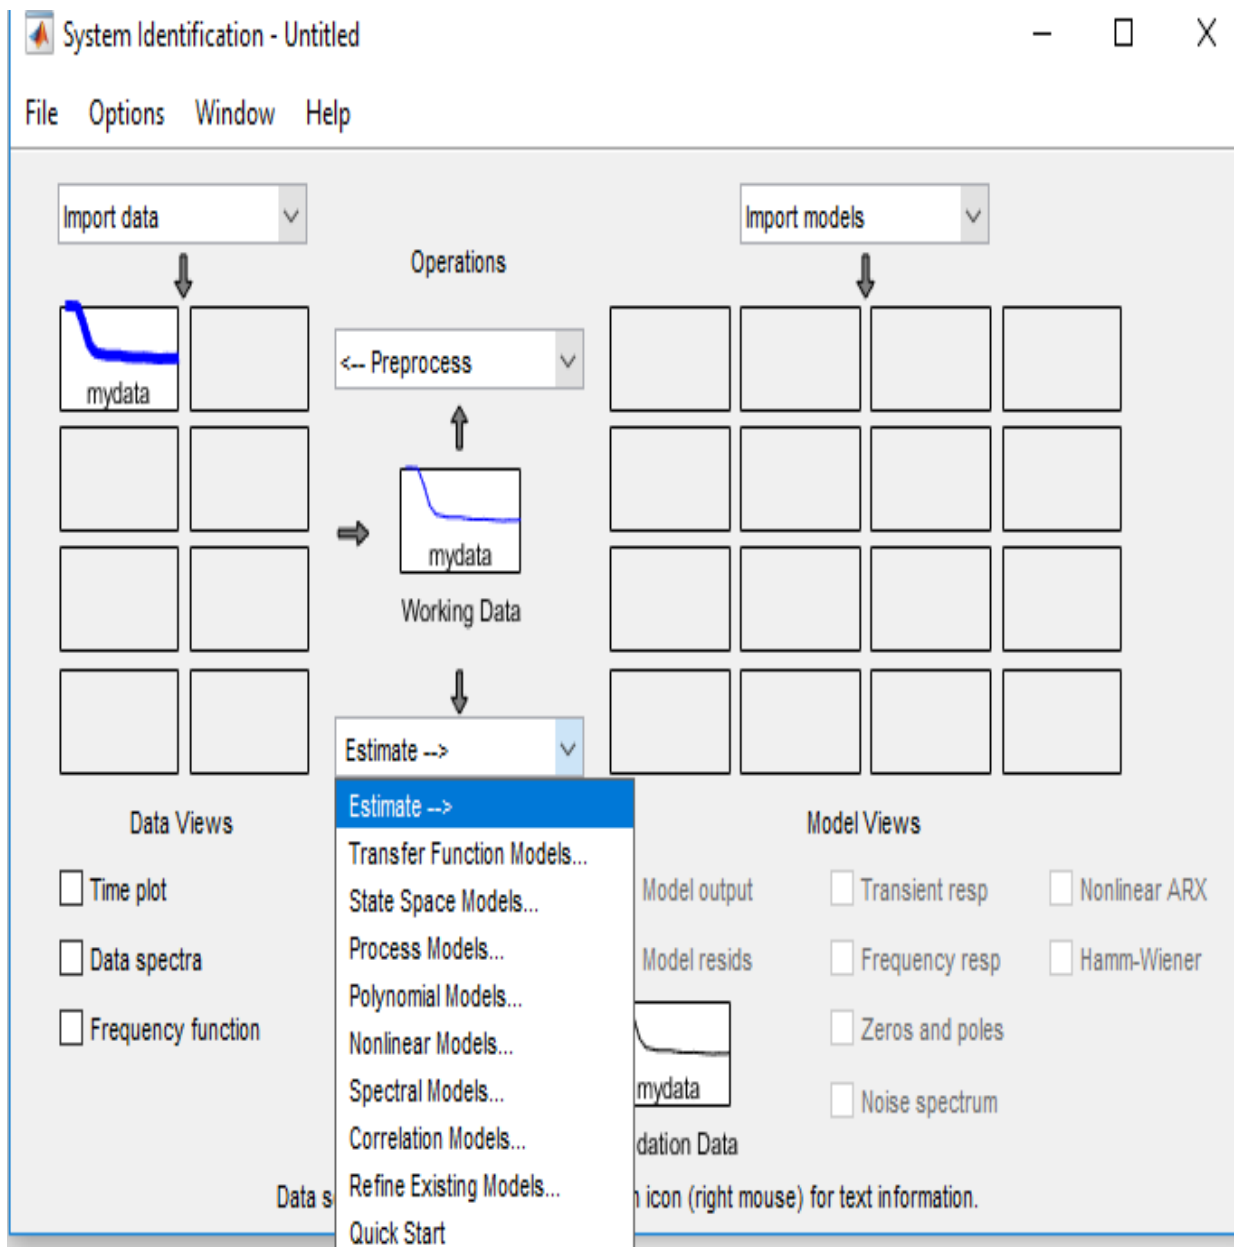 System Identification - Untitled
File Options Window Help
Import data
Import models
Operations
<-- Preprocess
mydata
mydata
Working Data
Estimate -->
Estimate -->
Transfer Function Models...
State Space Models...
Process Models...
Polynomial Models...
Nonlinear Models...
Spectral Models...
Correlation Models...
Refine Existing Models...
Quick Start
Data Views
Time plot
Data spectra
Frequency function
Model Views
Model output Transient resp Nonlinear ARX
Model resids Frequency resp Hamm-Wiener
Zeros and poles
Noise spectrum
mydata
dation Data
Data s
n icon (right mouse) for text information.